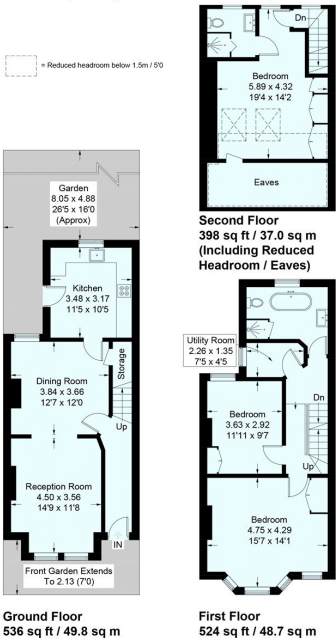 = Reduced headroom below 1.5m / 5'0
Dn
Bedroom
5.89 x 4.32
19'4 x 14'2
Eaves
Second Floor
398 sq ft / 37.0 sq m
(Including Reduced
Headroom / Eaves)
Garden
8.05 x 4.88
26'5 x 16'0
(Approx)
Kitchen
3.48 x 3.17
11'5 x 10'5
Storage
Dining Room
3.84 x 3.66
12'7 x 12'0
Up
Reception Room
4.50 x 3.56
14'9 x 11'8
IN
Front Garden Extends
To 2.13 (7'0)
Ground Floor
536 sq ft / 49.8 sq m
Utility Room
2.26 x 1.35
7'5 x 4'5
Dn
Bedroom
3.63 x 2.92
11'11 x 9'7
Up
Bedroom
4.75 x 4.29
15'7 x 14'1
First Floor
524 sq ft / 48.7 sq m